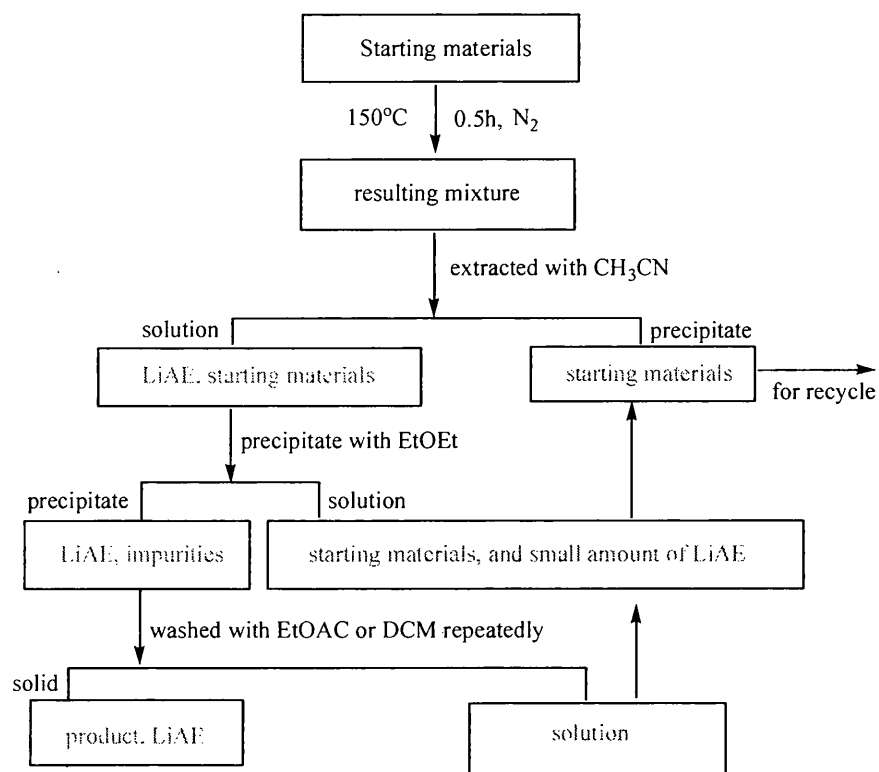 Starting materials
150°C 0.5h, N₂
resulting mixture
extracted with CH₃CN
solution precipitate
LiAE. starting materials starting materials
for recycle
precipitate with EtOEt
precipitate solution
LiAE, impurities starting materials, and small amount of LiAE
washed with EtOAC or DCM repeatedly
solid
product. LiAE solution